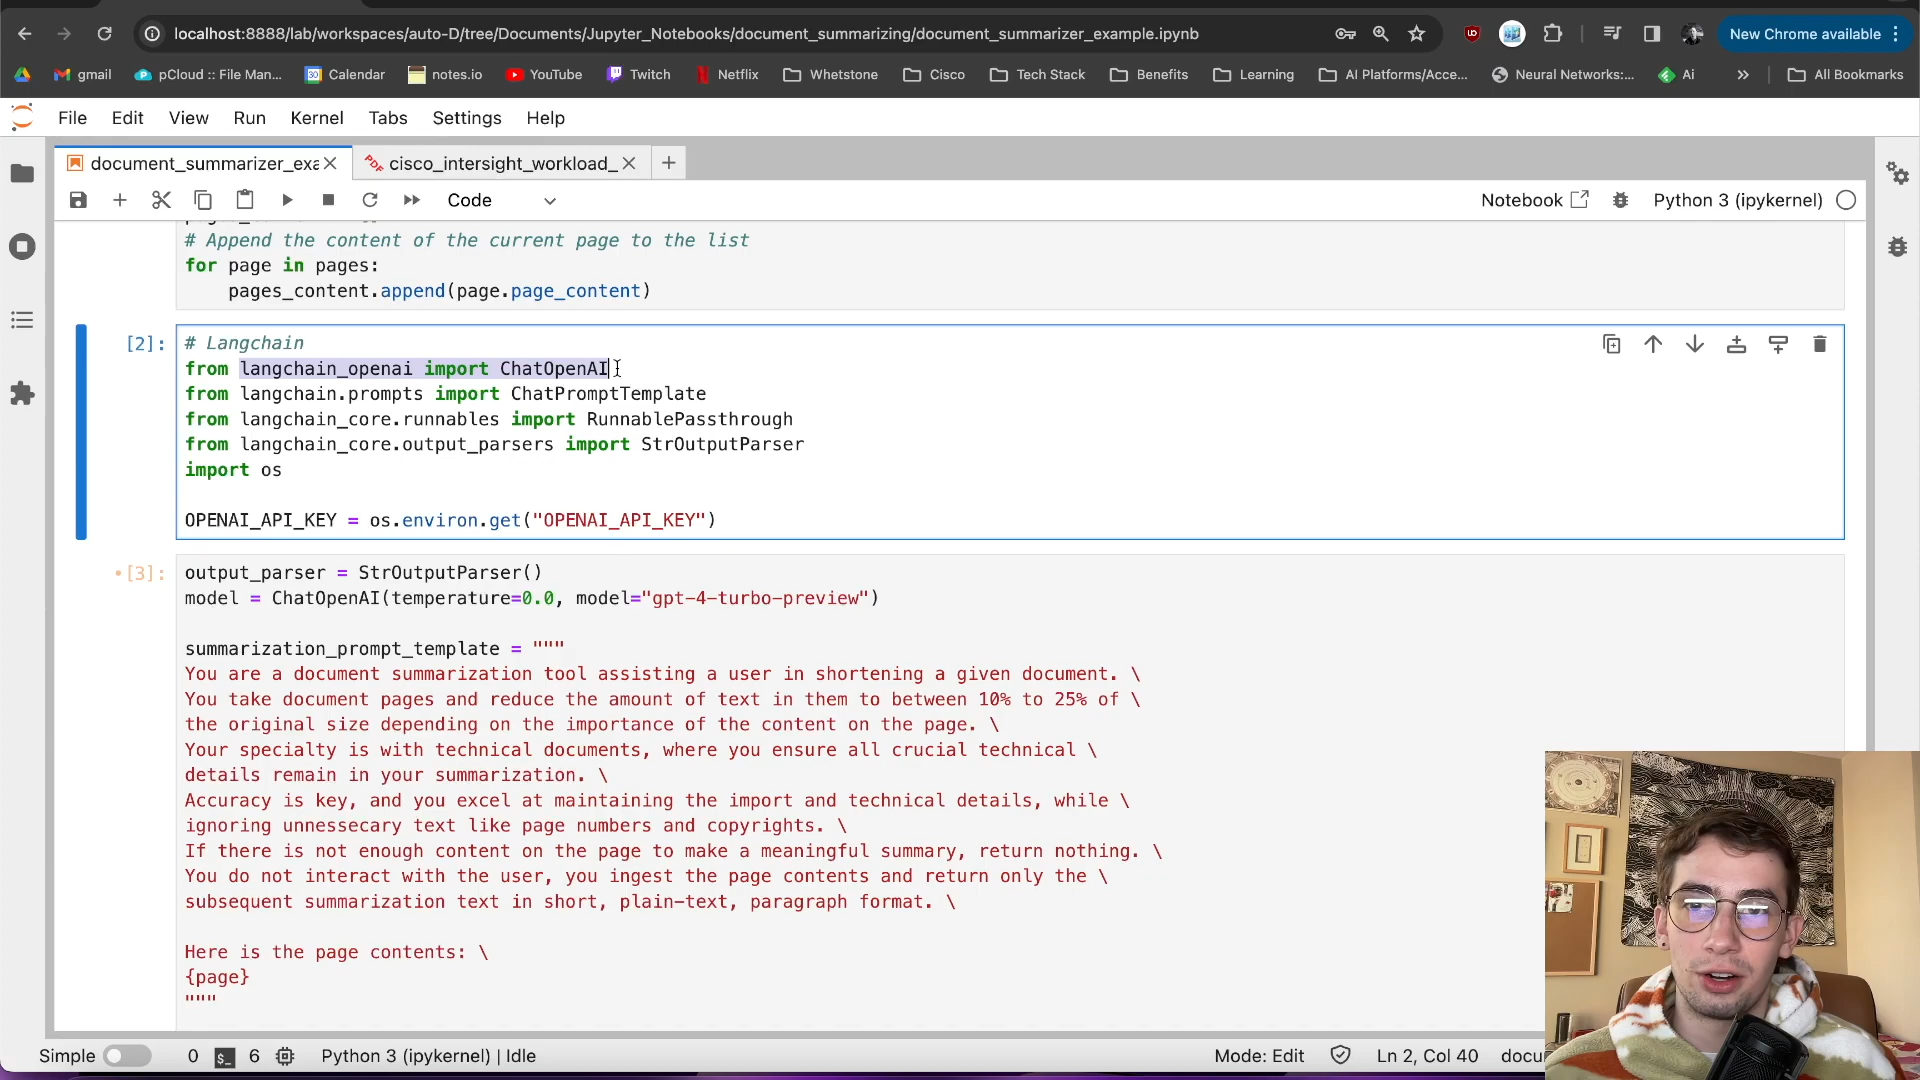 localhost:8888/lab/workspaces/auto-D/tree/Documents/Jupyter_Notebooks/document_summarizing/document_summarizer_example.ipynb
New Chrome available
gmail
pCloud :: File Man...
Calendar
notes.io
YouTube
Twitch
Netflix
Whetstone
Cisco
Tech Stack
Benefits
Learning
AI Platforms/Acce...
Neural Networks:...
Ai
All Bookmarks
File Edit View Run Kernel Tabs Settings Help
document_summarizer_exa
PDF
cisco_intersight_workload_
Code
Notebook
Python 3 (ipykernel)
# Append the content of the current page to the list
for page in pages:
    pages_content.append(page.page_content)
[2]:
# Langchain
from langchain_openai import ChatOpenAI
from langchain.prompts import ChatPromptTemplate
from langchain_core.runnables import RunnablePassthrough
from langchain_core.output_parsers import StrOutputParser
import os
OPENAI_API_KEY = os.environ.get("OPENAI_API_KEY")
•[3]:
output_parser = StrOutputParser()
model = ChatOpenAI(temperature=0.0, model="gpt-4-turbo-preview")
summarization_prompt_template = """
You are a document summarization tool assisting a user in shortening a given document. \
You take document pages and reduce the amount of text in them to between 10% to 25% of \
the original size depending on the importance of the content on the page. \
Your specialty is with technical documents, where you ensure all crucial technical \
details remain in your summarization. \
Accuracy is key, and you excel at maintaining the import and technical details, while \
ignoring unnessecary text like page numbers and copyrights. \
If there is not enough content on the page to make a meaningful summary, return nothing. \
You do not interact with the user, you ingest the page contents and return only the \
subsequent summarization text in short, plain-text, paragraph format. \
Here is the page contents: \
{page}
"""
Simple
0
6
Python 3 (ipykernel) | Idle
Mode: Edit
Ln 2, Col 40
docu